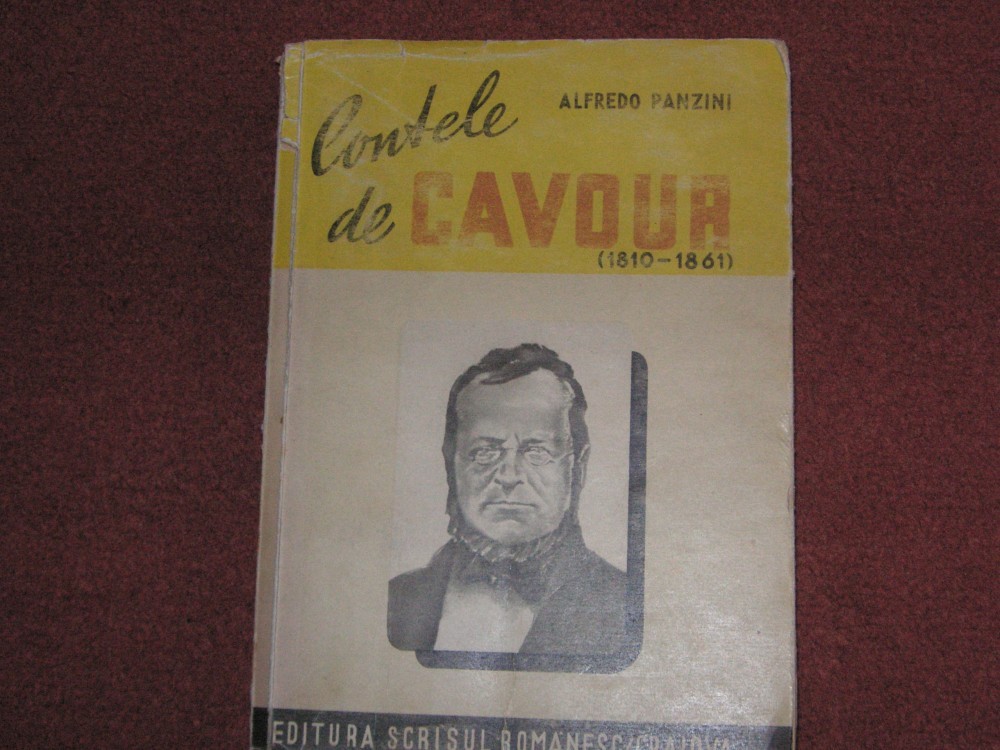 ALFREDO PANZINI
Contele
de CAVOUR
(1810-1861)
EDITURA SCRISUL ROMANESC/CRAIOVA